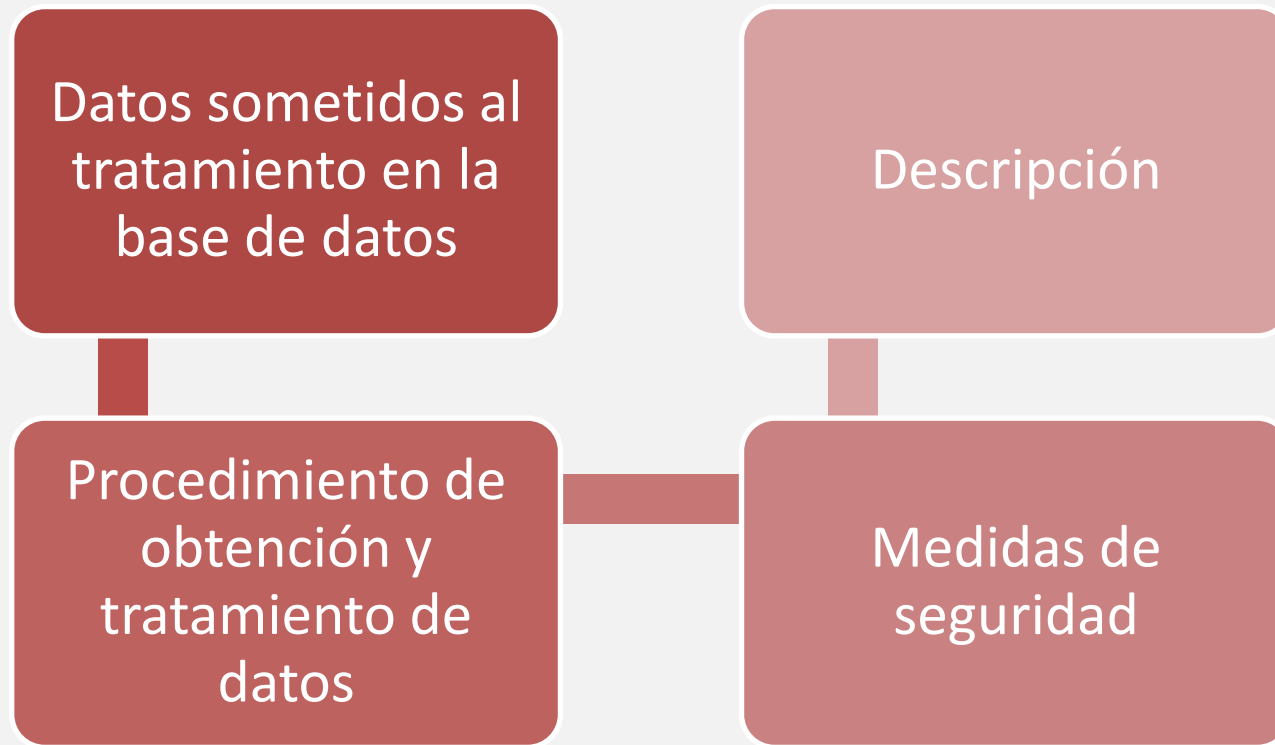 Datos sometidos al
tratamiento en la
base de datos
Procedimiento de
obtención y
tratamiento de
datos
Medidas de
seguridad
Descripción